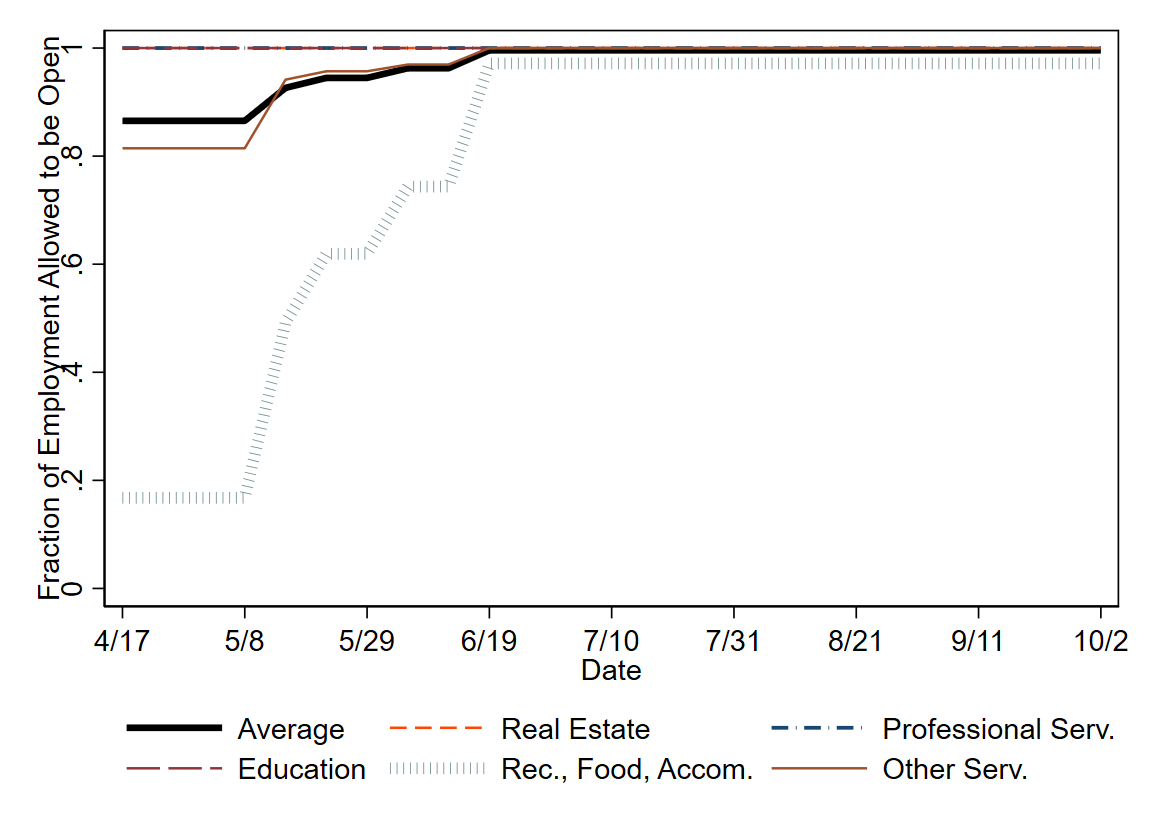 Fraction of Employment Allowed to be Open
1
.8
.6
.4
.2
0
4/17 5/8 5/29 6/19 7/10 7/31 8/21 9/11 10/2
Date
Average Real Estate Professional Serv.
Education Rec., Food, Accom. Other Serv.